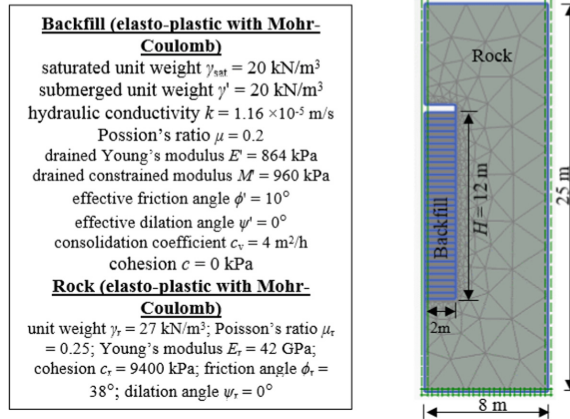 Backfill (elasto-plastic with Mohr-
Coulomb)
saturated unit weight γsat = 20 kN/m³
submerged unit weight γ' = 20 kN/m³
hydraulic conductivity k = 1.16 ×10⁻⁵ m/s
Possion's ratio μ = 0.2
drained Young's modulus E' = 864 kPa
drained constrained modulus M' = 960 kPa
effective friction angle ϕ' = 10°
effective dilation angle ψ' = 0°
consolidation coefficient cᵥ = 4 m²/h
cohesion c = 0 kPa
Rock (elasto-plastic with Mohr-
Coulomb)
unit weight γr = 27 kN/m³; Poisson's ratio μr
= 0.25; Young's modulus Er = 42 GPa;
cohesion cr = 9400 kPa; friction angle ϕr =
38°; dilation angle ψr = 0°
Rock
Backfill
H = 12 m
25 m
2m
8 m